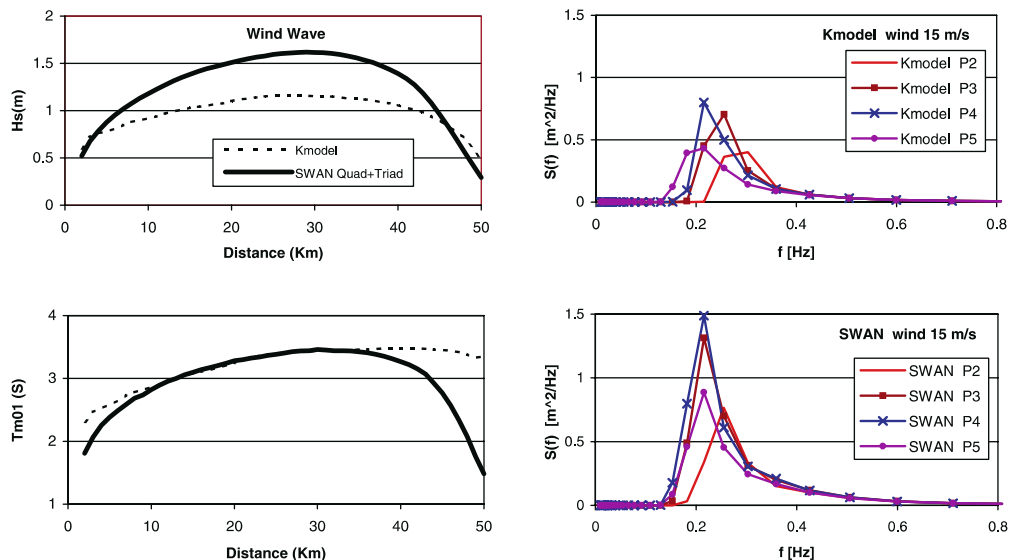 2
1.5
1
0.5
0
Hs(m)
Wind Wave
Kmodel
SWAN Quad+Triad
0 10 20 30 40 50
Distance (Km)
1.5
1
0.5
0
S(f) [m^2/Hz]
Kmodel wind 15 m/s
Kmodel P2
Kmodel P3
Kmodel P4
Kmodel P5
0 0.2 0.4 0.6 0.8
f [Hz]
4
3
2
1
Tm01 (S)
0 10 20 30 40 50
Distance (Km)
1.5
1
0.5
0
S(f) [m^2/Hz]
SWAN wind 15 m/s
SWAN P2
SWAN P3
SWAN P4
SWAN P5
0 0.2 0.4 0.6 0.8
f [Hz]